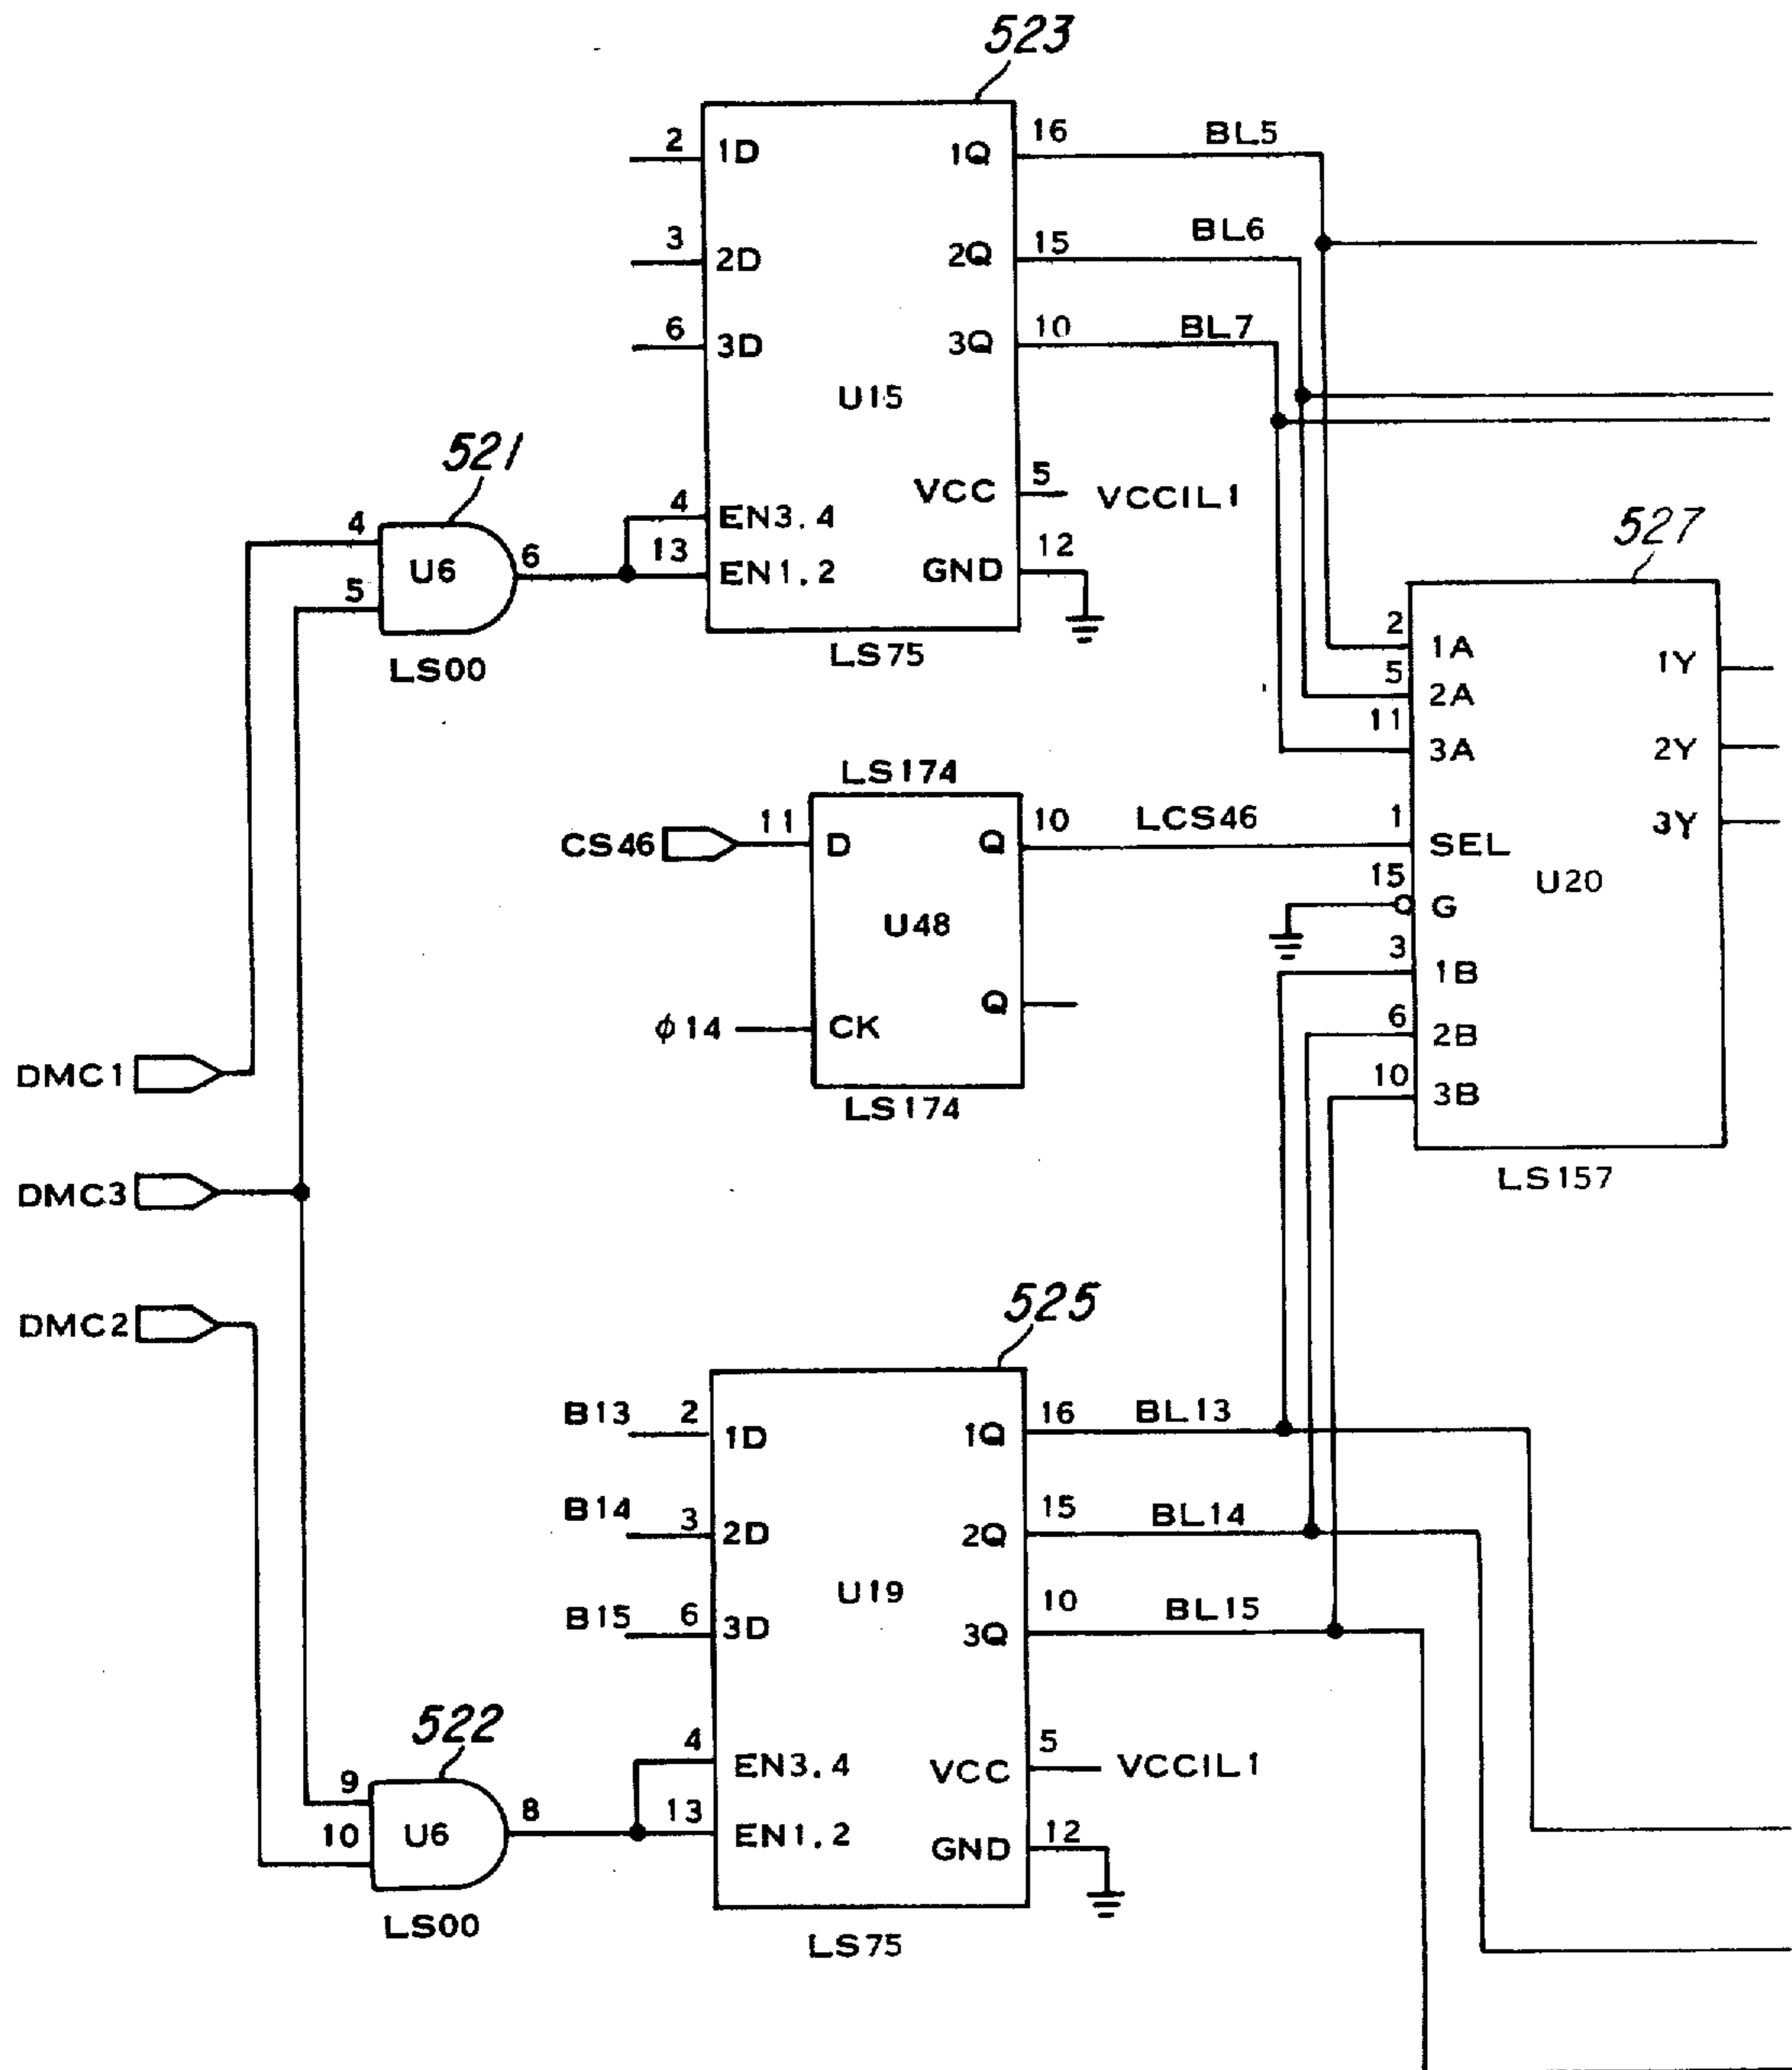 523
2 1D 1Q 16 BL5
3 2D 2Q 15 BL6
6 3D 3Q 10 BL7
U15
VCC 5 VCCIL1
4 EN3.4
13 EN1.2
GND 12
LS75
521
4
5
U6
6
LS00
527
2 1A 1Y
5 2A 2Y
11 3A 3Y
1 SEL
U20
15 G
3 1B
6 2B
10 3B
LS157
LS174
CS46 11 D Q 10 LCS46
U48
Q
ϕ14 CK
LS174
DMC1
DMC3
DMC2
525
B13 2 1D 1Q 16 BL13
B14 3 2D 2Q 15 BL14
U19
B15 6 3D 3Q 10 BL15
4 EN3.4
VCC 5 VCCIL1
13 EN1.2
GND 12
LS75
522
9
10
U6
8
LS00